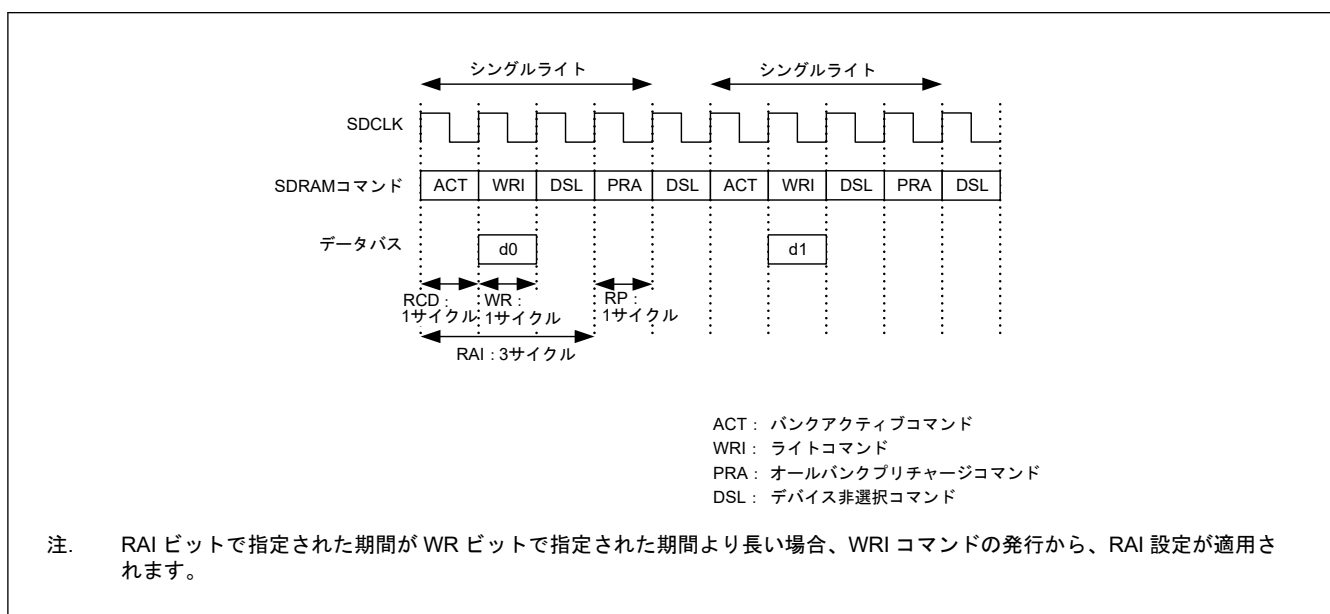 シングルライト シングルライト
SDCLK
SDRAMコマンド ACT WRI DSL PRA DSL ACT WRI DSL PRA DSL
データバス d0 d1
RCD： WR： RP：
1サイクル 1サイクル 1サイクル
RAI：3サイクル
ACT： バンクアクティブコマンド
WRI： ライトコマンド
PRA： オールバンクプリチャージコマンド
DSL： デバイス非選択コマンド
注. RAI ビットで指定された期間が WR ビットで指定された期間より長い場合、WRI コマンドの発行から、RAI 設定が適用さ
れます。